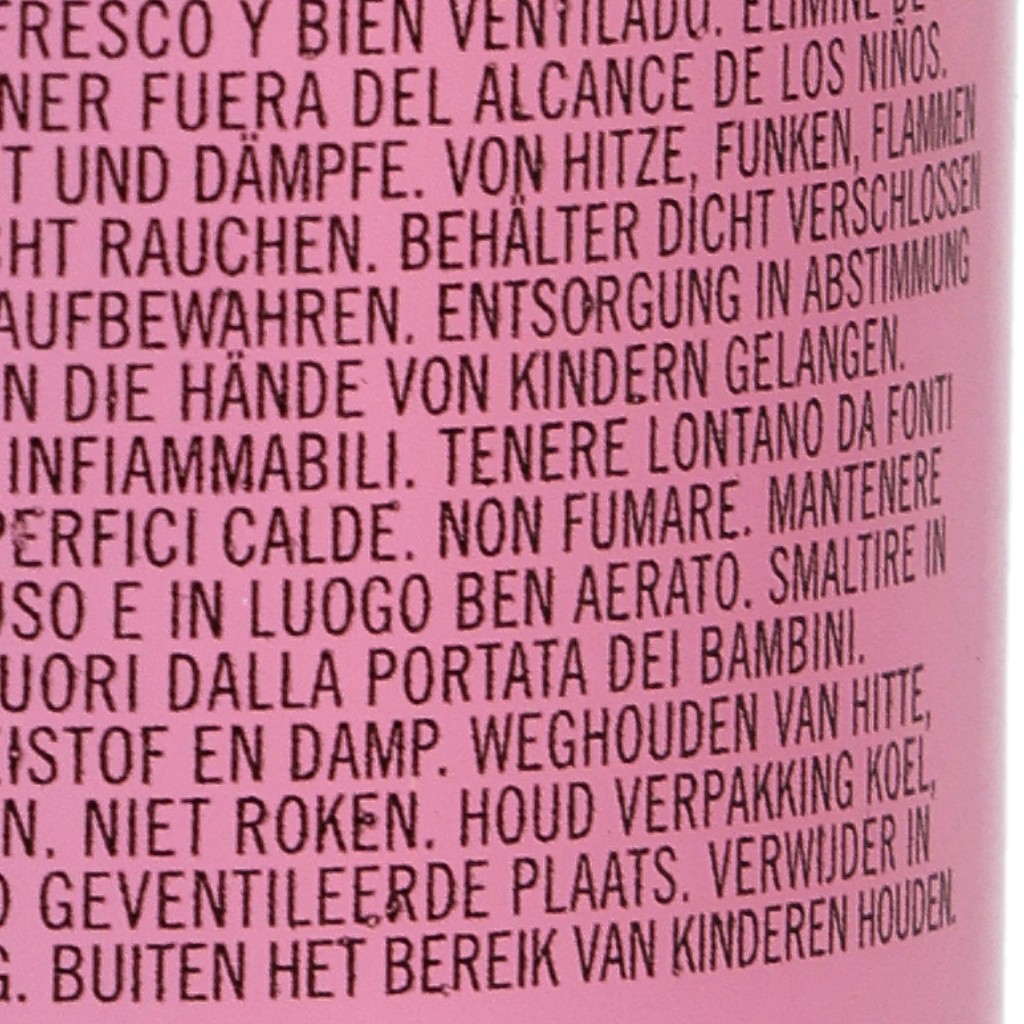 FRESCO Y BIEN VENTILADO. ELIMINE DE
NER FUERA DEL ALCANCE DE LOS NIÑOS.
T UND DÄMPFE. VON HITZE, FUNKEN, FLAMMEN
CHT RAUCHEN. BEHÄLTER DICHT VERSCHLOSSEN
AUFBEWAHREN. ENTSORGUNG IN ABSTIMMUNG
N DIE HÄNDE VON KINDERN GELANGEN.
INFIAMMABILI. TENERE LONTANO DA FONTI
PERFICI CALDE. NON FUMARE. MANTENERE
USO E IN LUOGO BEN AERATO. SMALTIRE IN
UORI DALLA PORTATA DEI BAMBINI.
EISTOF EN DAMP. WEGHOUDEN VAN HITTE,
N. NIET ROKEN. HOUD VERPAKKING KOEL,
D GEVENTILEERDE PLAATS. VERWIJDER IN
G. BUITEN HET BEREIK VAN KINDEREN HOUDEN.